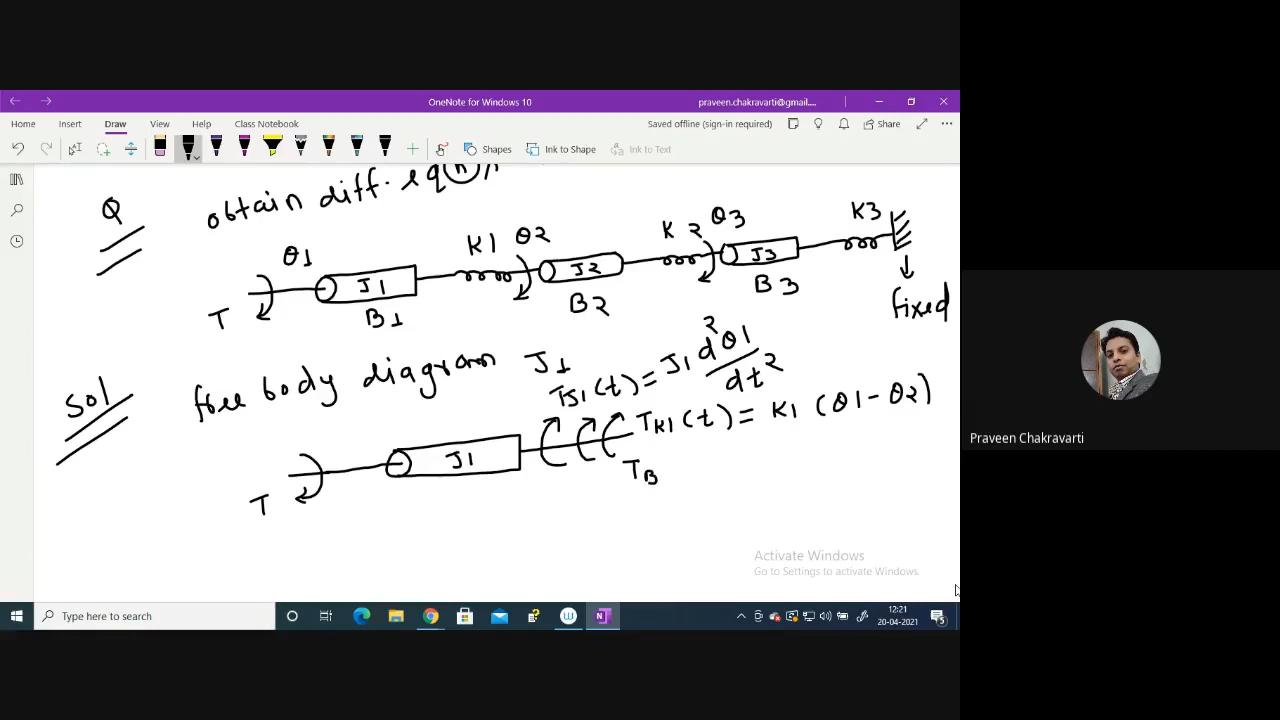 OneNote for Windows 10
praveen.chakravarti@gmail....
Home Insert Draw View Help Class Notebook
Saved offline (sign-in required)
Share
Shapes
Ink to Shape
Ink to Text
Q obtain diff. eq(n)
θ1 K1 θ2 K2 θ3 K3
T J1 J2 J3
B1 B2 B3 fixed
Sol free body diagram J1
TJ1(t) = J1 d²θ1/dt²
TK1(t) = K1 (θ1 - θ2)
J1
TB
T
Praveen Chakravarti
Activate Windows
Go to Settings to activate Windows.
Type here to search
12:21
20-04-2021
5